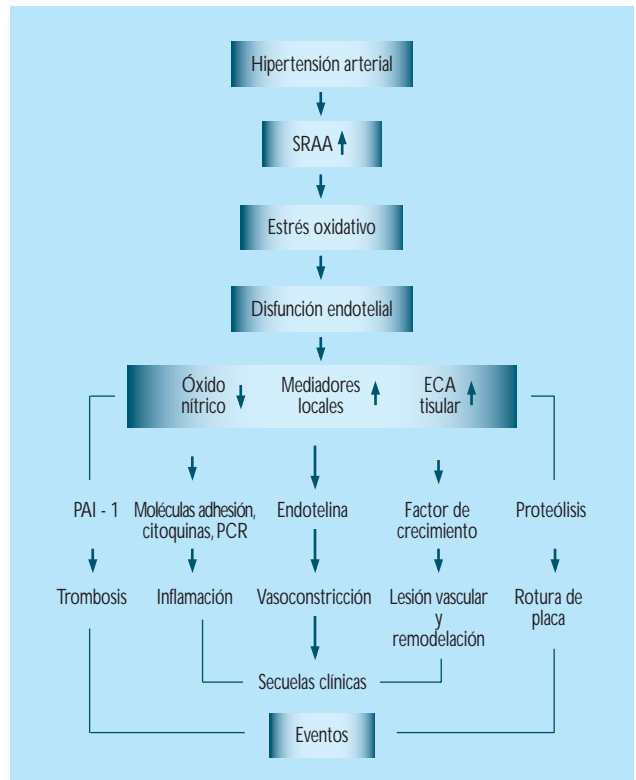 Hipertensión arterial
SRAA
Estrés oxidativo
Disfunción endotelial
Óxido
nítrico
Mediadores
locales
ECA
tisular
PAI - 1
Moléculas adhesión,
citoquinas, PCR
Endotelina
Factor de
crecimiento
Proteólisis
Trombosis
Inflamación
Vasoconstricción
Lesión vascular
y
remodelación
Rotura de
placa
Secuelas clínicas
Eventos